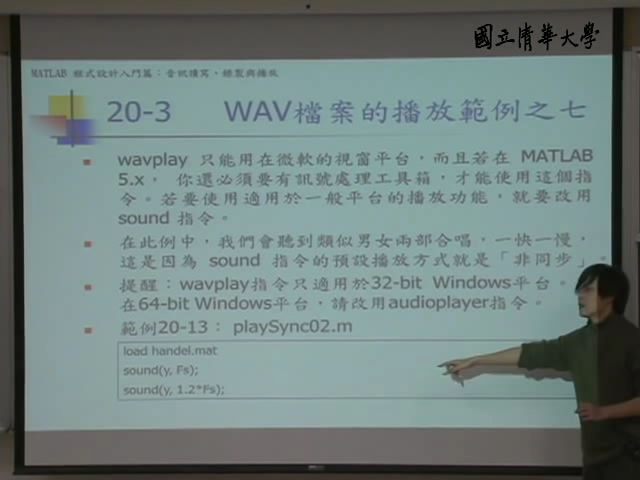 國立清華大學
MATLAB 程式設計入門篇：音訊讀寫、錄製與播放
20-3 WAV檔案的播放範例之七
wavplay 只能用在微軟的視窗平台，而且若在 MATLAB
5.x， 你還必須要有訊號處理工具箱，才能使用這個指
令。若要使用適用於一般平台的播放功能，就要改用
sound 指令。
在此例中，我們會聽到類似男女兩部合唱，一快一慢，
這是因為 sound 指令的預設播放方式就是「非同步」。
提醒：wavplay指令只適用於32-bit Windows平台。
在64-bit Windows平台，請改用audioplayer指令。
範例20-13： playSync02.m
load handel.mat
sound(y, Fs);
sound(y, 1.2*Fs);